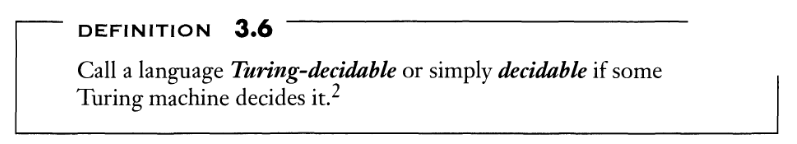 DEFINITION 3.6
Call a language Turing-decidable or simply decidable if some
Turing machine decides it.2